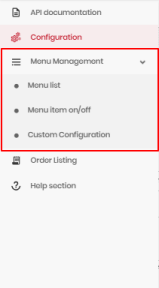 API documentation
Configuration
Menu Management
Menu list
Menu item on/off
Custom Configuration
Order Listing
Help section